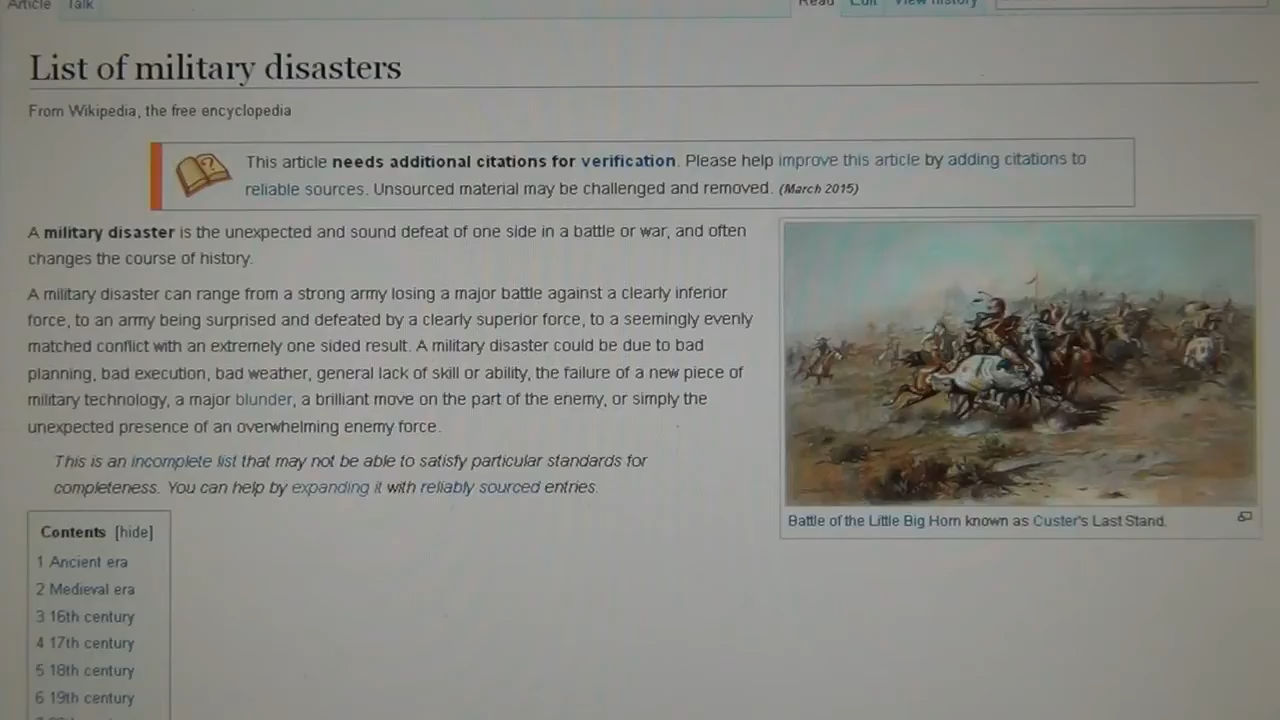 Article Talk Read Edit View history
List of military disasters
From Wikipedia, the free encyclopedia
This article needs additional citations for verification. Please help improve this article by adding citations to
reliable sources. Unsourced material may be challenged and removed. (March 2015)
A military disaster is the unexpected and sound defeat of one side in a battle or war, and often
changes the course of history.
A military disaster can range from a strong army losing a major battle against a clearly inferior
force, to an army being surprised and defeated by a clearly superior force, to a seemingly evenly
matched conflict with an extremely one sided result. A military disaster could be due to bad
planning, bad execution, bad weather, general lack of skill or ability, the failure of a new piece of
military technology, a major blunder, a brilliant move on the part of the enemy, or simply the
unexpected presence of an overwhelming enemy force.
This is an incomplete list that may not be able to satisfy particular standards for
completeness. You can help by expanding it with reliably sourced entries.
Battle of the Little Big Horn known as Custer's Last Stand.
Contents [hide]
1 Ancient era
2 Medieval era
3 16th century
4 17th century
5 18th century
6 19th century